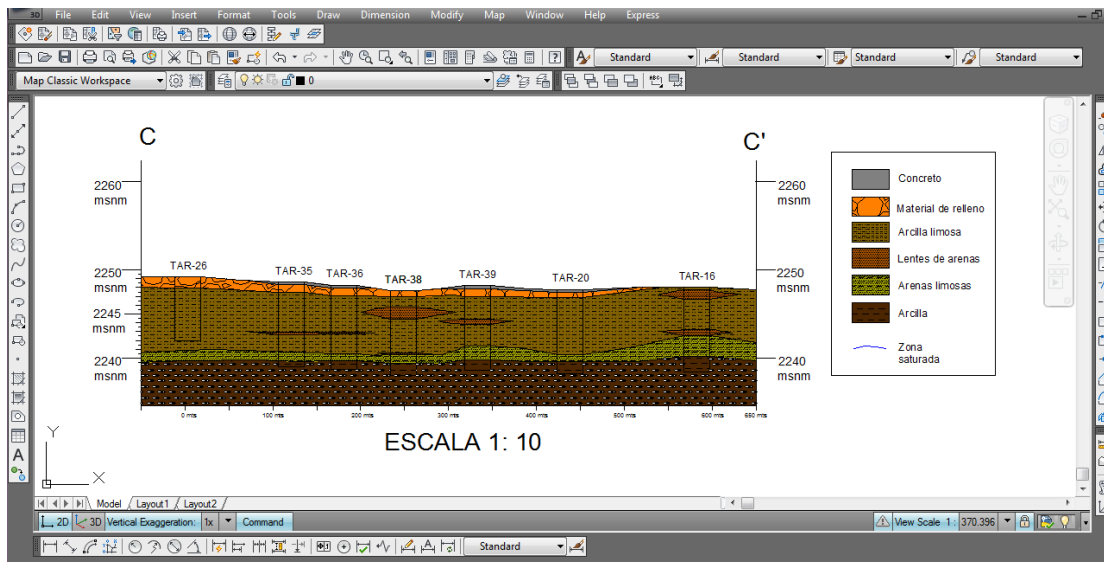 3D File Edit View Insert Format Tools Draw Dimension Modify Map Window Help Express
Standard Standard Standard Standard
Map Classic Workspace 0
C C'
2260 msnm
2260 msnm
Concreto
Material de relleno
Arcilla limosa
Lentes de arenas
Arenas limosas
Arcilla
Zona
saturada
TAR-26 TAR-35 TAR-36 TAR-38 TAR-39 TAR-20 TAR-16
2250
msnm
2250
msnm
2245
msnm
2240
msnm
2240
msnm
0 mts 100 mts 200 mts 300 mts 400 mts 500 mts 600 mts 650 mts
ESCALA 1: 10
Y
X
Model Layout1 Layout2
2D 3D Vertical Exaggeration: 1x Command View Scale 1: 370.396
Standard